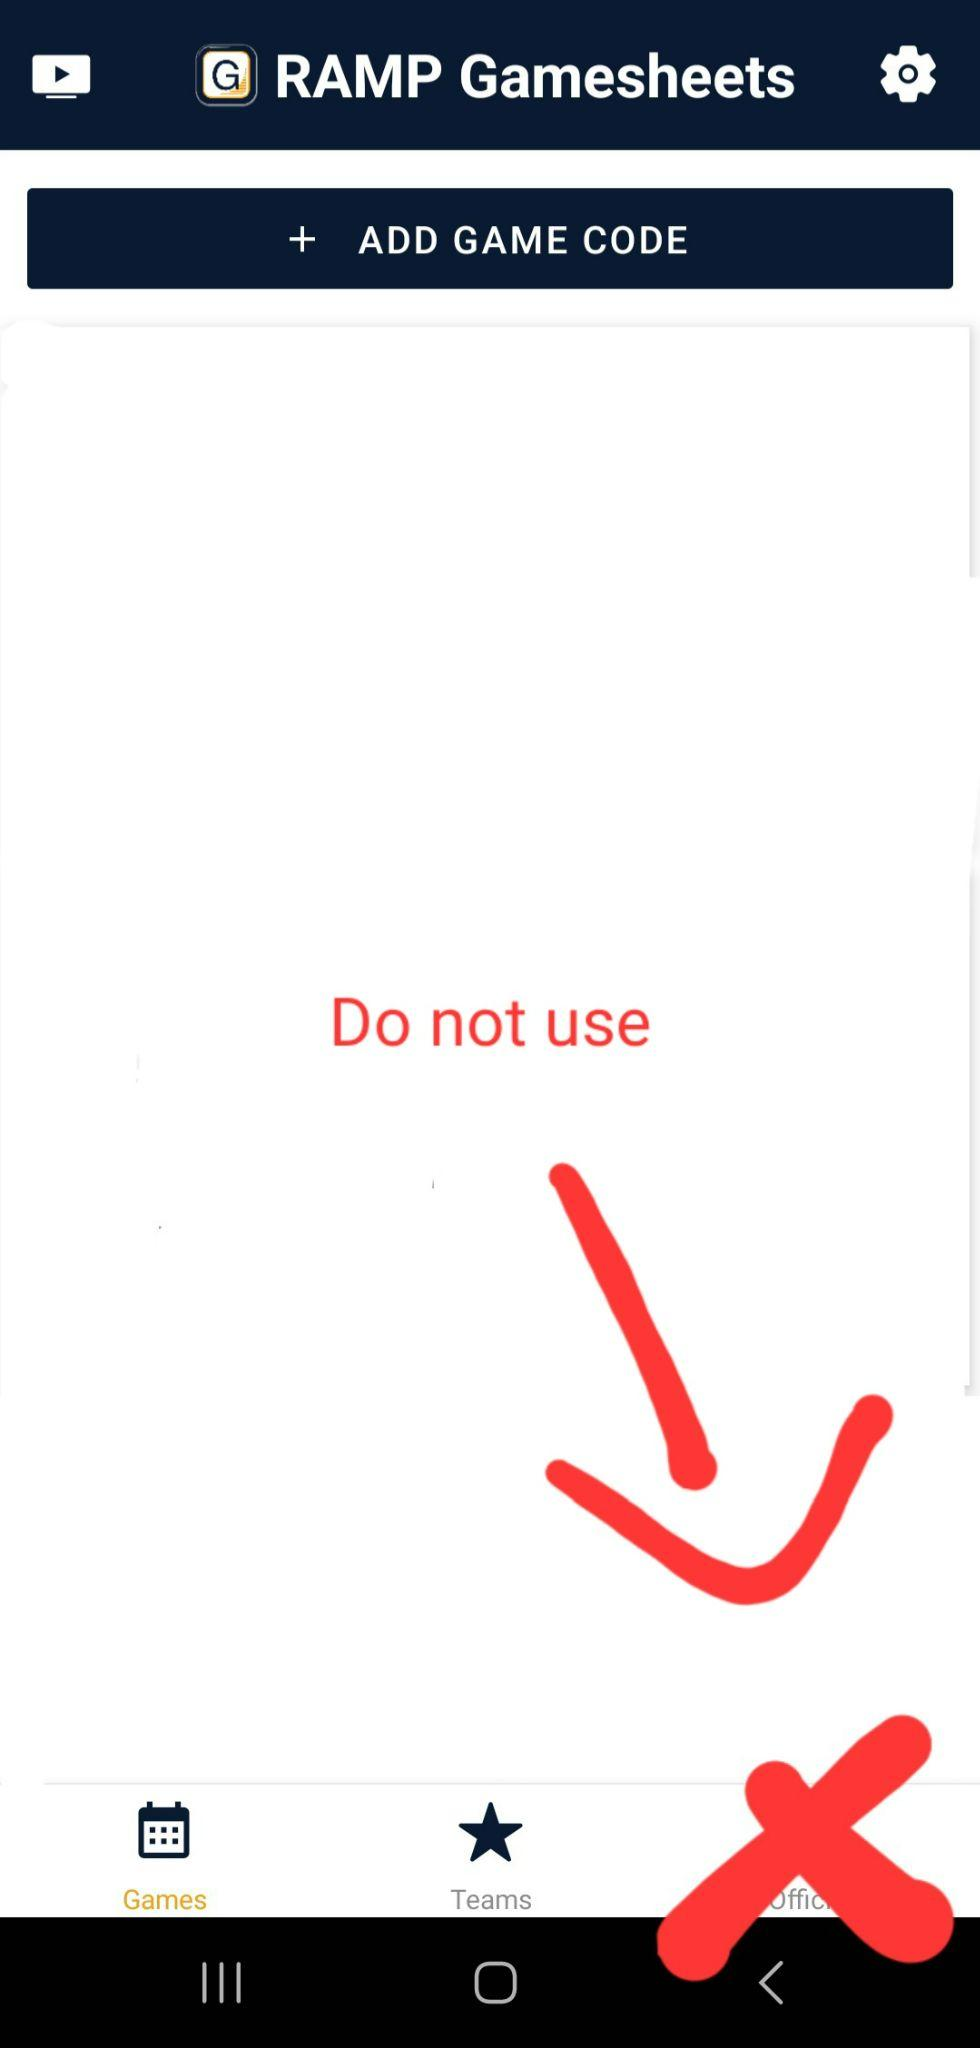 RAMP Gamesheets
+ ADD GAME CODE
Do not use
Games
Teams